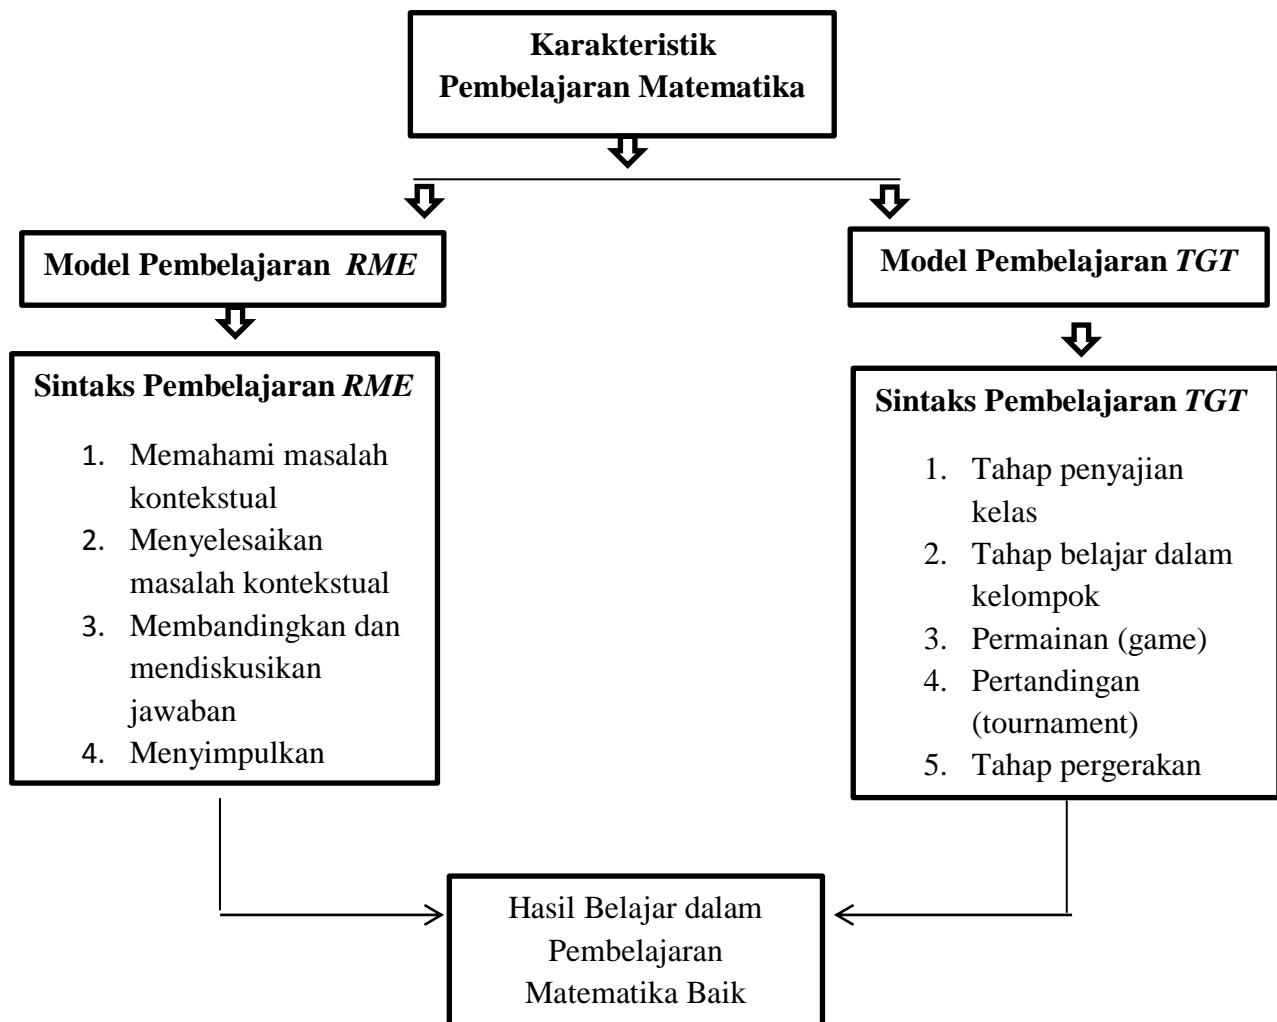 Karakteristik
Pembelajaran Matematika
Model Pembelajaran RME
Model Pembelajaran TGT
Sintaks Pembelajaran RME
1. Memahami masalah
kontekstual
2. Menyelesaikan
masalah kontekstual
3. Membandingkan dan
mendiskusikan
jawaban
4. Menyimpulkan
Sintaks Pembelajaran TGT
1. Tahap penyajian
kelas
2. Tahap belajar dalam
kelompok
3. Permainan (game)
4. Pertandingan
(tournament)
5. Tahap pergerakan
Hasil Belajar dalam
Pembelajaran
Matematika Baik